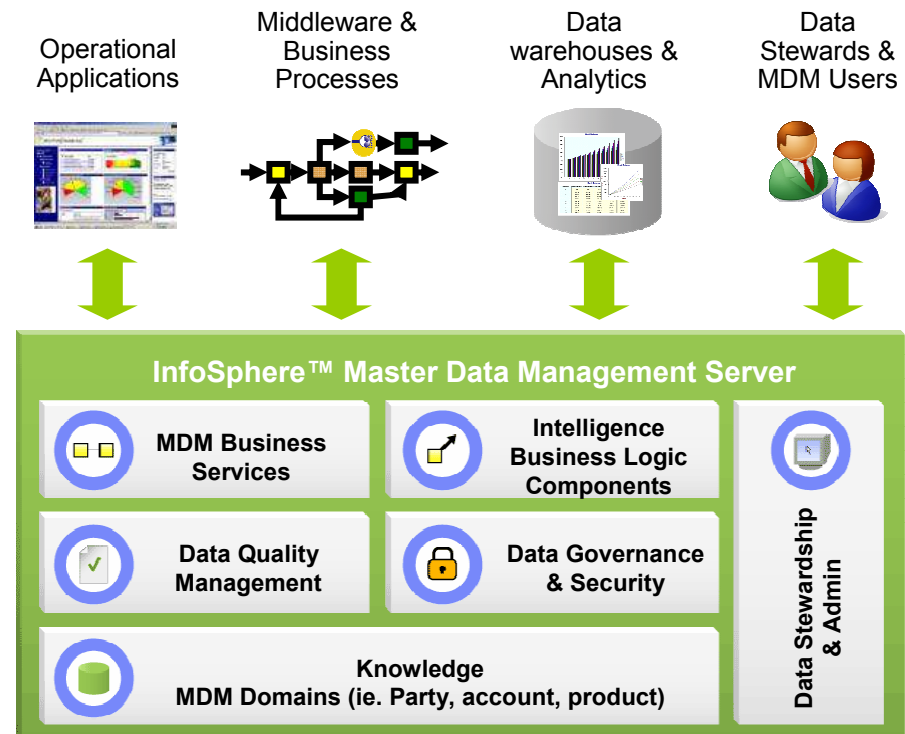 Operational
Applications
Middleware &
Business
Processes
Data
warehouses &
Analytics
Data
Stewards &
MDM Users
InfoSphere™ Master Data Management Server
MDM Business
Services
Intelligence
Business Logic
Components
Data Quality
Management
Data Governance
& Security
Knowledge
MDM Domains (ie. Party, account, product)
Data Stewardship
& Admin